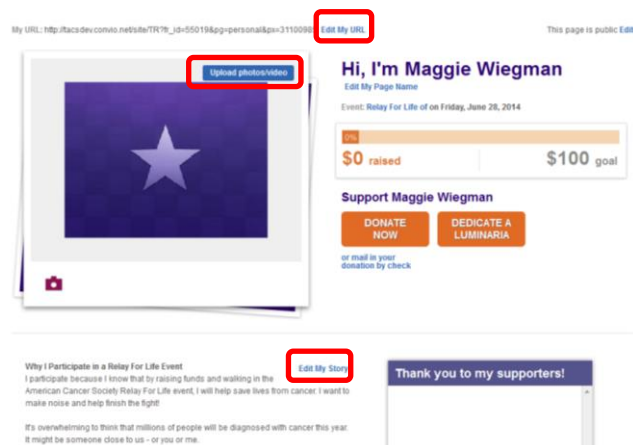 My URL: http://tacsdev.convio.net/site/TR?fr_id=55019&pg=personal&px=3110098 Edit My URL
This page is public Edit
Upload photos/video
Hi, I'm Maggie Wiegman
Edit My Page Name
Event: Relay For Life of on Friday, June 28, 2014
0%
$0 raised
$100 goal
Support Maggie Wiegman
DONATE
NOW
DEDICATE A
LUMINARIA
or mail in your
donation by check
Why I Participate in a Relay For Life Event
Edit My Story
I participate because I know that by raising funds and walking in the
American Cancer Society Relay For Life event, I will help save lives from cancer. I want to
make noise and help finish the fight!
It's overwhelming to think that millions of people will be diagnosed with cancer this year.
It might be someone close to us - or you or me.
Thank you to my supporters!